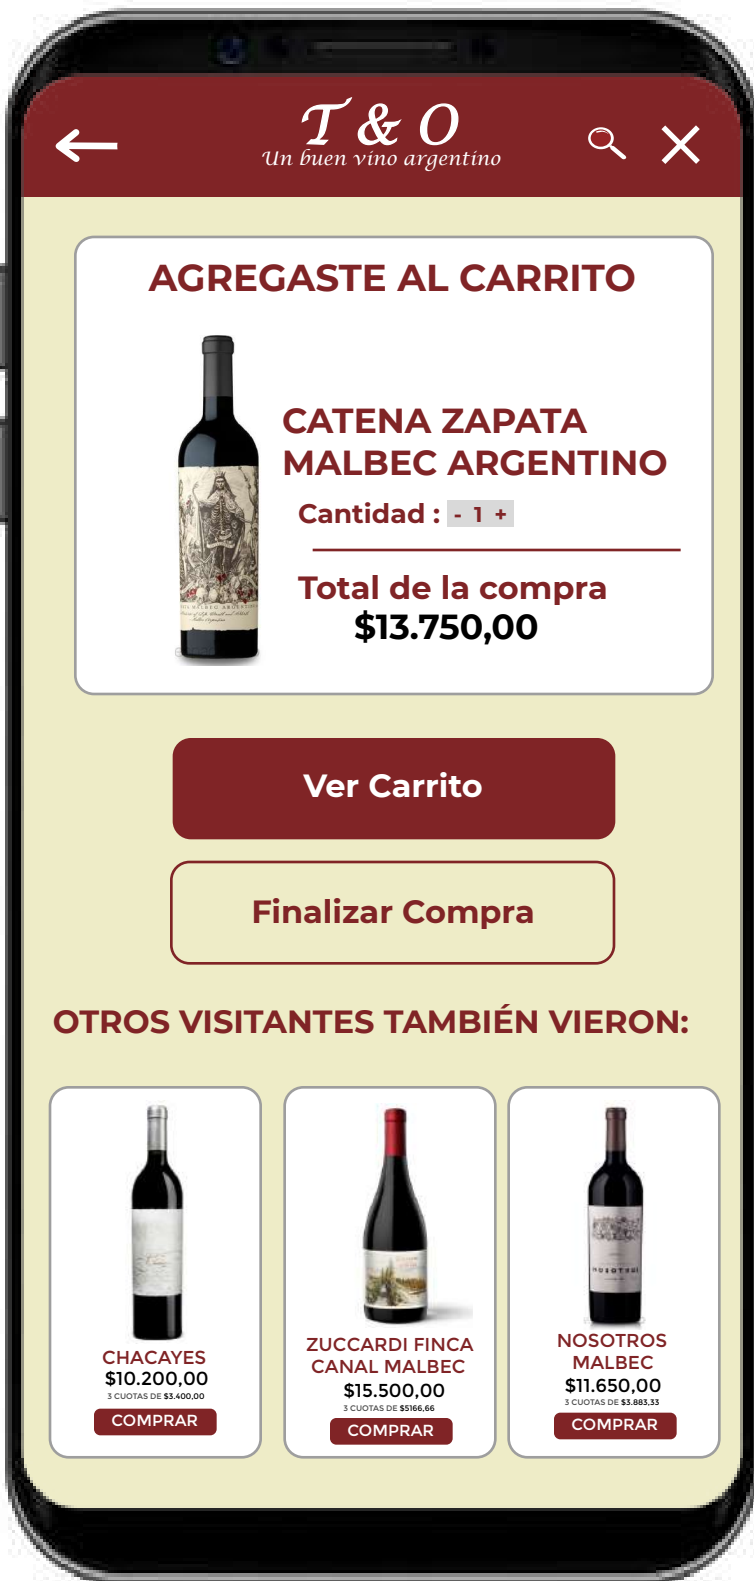 T & O
Un buen vino argentino
AGREGASTE AL CARRITO
CATENA ZAPATA
MALBEC ARGENTINO
Cantidad : - 1 +
Total de la compra
$13.750,00
Ver Carrito
Finalizar Compra
OTROS VISITANTES TAMBIÉN VIERON:
CHACAYES
$10.200,00
3 CUOTAS DE $3.400,00
COMPRAR
ZUCCARDI FINCA
CANAL MALBEC
$15.500,00
3 CUOTAS DE $5166,66
COMPRAR
NOSOTROS
NOSOTROS
MALBEC
$11.650,00
3 CUOTAS DE $3.883,33
COMPRAR